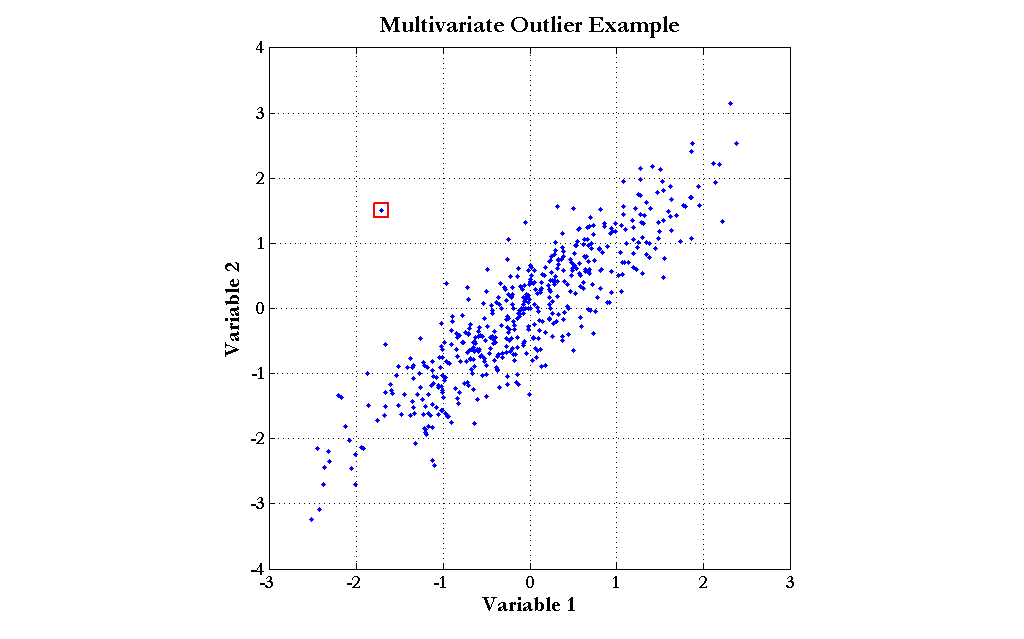 Multivariate Outlier Example
4
3
2
1
0
-1
-2
-3
-4
Variable 2
-3 -2 -1 0 1 2 3
Variable 1